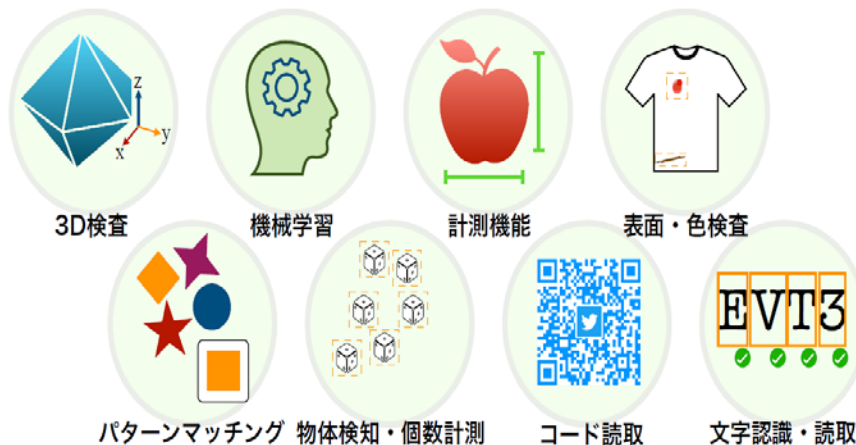 z
y
x
3D検査
機械学習
計測機能
表面・色検査
EVT3
パターンマッチング
物体検知・個数計測
コード読取
文字認識・読取